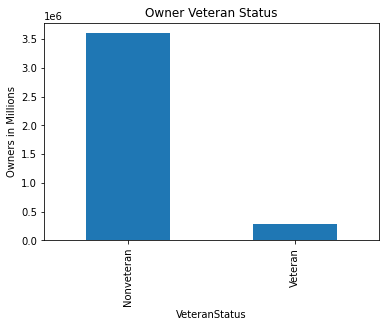 Owner Veteran Status
1e6
3.5
3.0
2.5
2.0
1.5
1.0
0.5
0.0
Owners in Millions
Nonveteran
Veteran
VeteranStatus